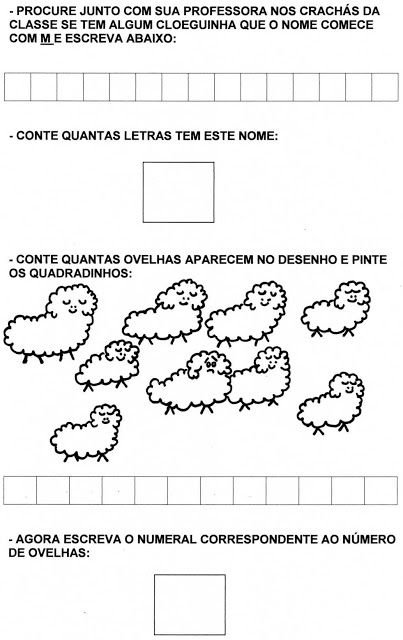 - PROCURE JUNTO COM SUA PROFESSORA NOS CRACHÁS DA
CLASSE SE TEM ALGUM CLOEGUINHA QUE O NOME COMECE
COM M E ESCREVA ABAIXO:
- CONTE QUANTAS LETRAS TEM ESTE NOME:
- CONTE QUANTAS OVELHAS APARECEM NO DESENHO E PINTE
OS QUADRADINHOS:
- AGORA ESCREVA O NUMERAL CORRESPONDENTE AO NÚMERO
DE OVELHAS: